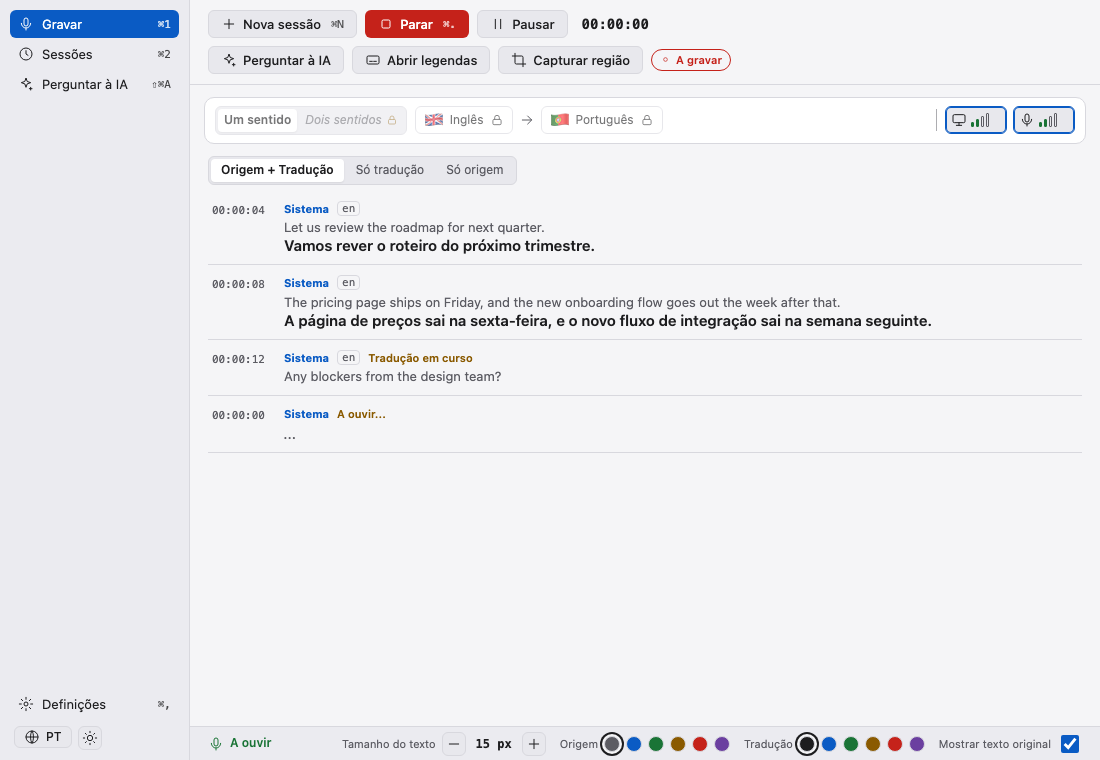 Gravar ⌘1
Sessões ⌘2
Perguntar à IA ⇧⌘A
Definições ⌘,
PT
Nova sessão ⌘N Parar ⌘. Pausar 00:00:00
Perguntar à IA Abrir legendas Capturar região A gravar
Um sentido Dois sentidos Inglês → Português
Origem + Tradução Só tradução Só origem
00:00:04 Sistema en
Let us review the roadmap for next quarter.
Vamos rever o roteiro do próximo trimestre.
00:00:08 Sistema en
The pricing page ships on Friday, and the new onboarding flow goes out the week after that.
A página de preços sai na sexta-feira, e o novo fluxo de integração sai na semana seguinte.
00:00:12 Sistema en Tradução em curso
Any blockers from the design team?
00:00:00 Sistema A ouvir...
...
A ouvir Tamanho do texto − 15 px + Origem Tradução Mostrar texto original